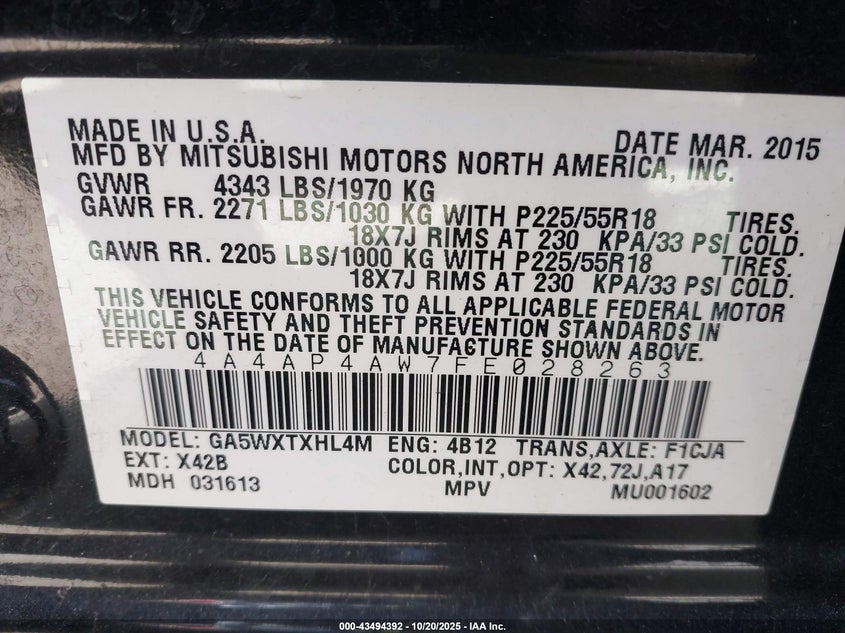 MADE IN U.S.A. DATE MAR. 2015
MFD BY MITSUBISHI MOTORS NORTH AMERICA, INC.
GVWR 4343 LBS/1970 KG
GAWR FR. 2271 LBS/1030 KG WITH P225/55R18 TIRES.
18X7J RIMS AT 230 KPA/33 PSI COLD.
GAWR RR. 2205 LBS/1000 KG WITH P225/55R18 TIRES.
18X7J RIMS AT 230 KPA/33 PSI COLD.
THIS VEHICLE CONFORMS TO ALL APPLICABLE FEDERAL MOTOR
VEHICLE SAFETY AND THEFT PREVENTION STANDARDS IN
EFFECT ON THE DATE OF MANUFACTURE SHOWN ABOVE.
4A4AP4AW7FE028263
MODEL: GA5WXTXHL4M ENG: 4B12 TRANS,AXLE: F1CJA
EXT: X42B COLOR,INT,OPT: X42,72J,A17
MDH 031613 MPV MU001602
000-43494392 - 10/20/2025 - IAA Inc.